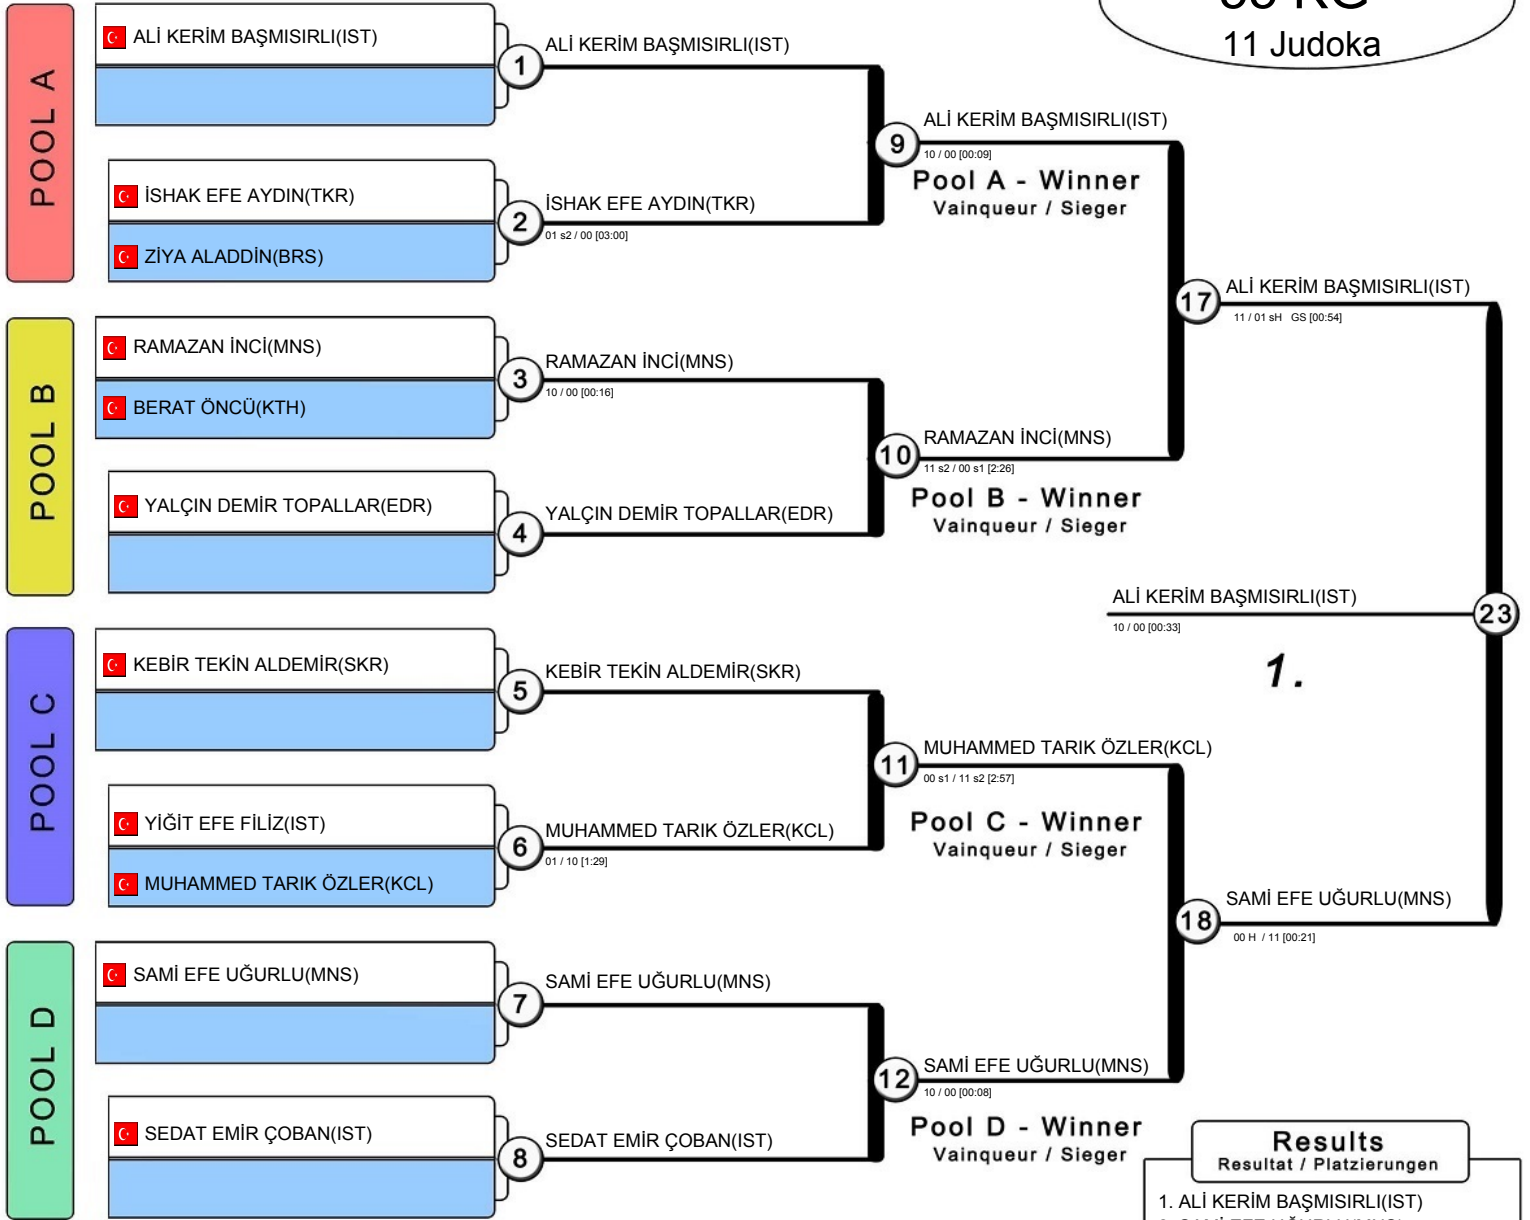 KG
11 Judoka
POOL A
ALİ KERİM BAŞMISIRLI(IST)
1
ALİ KERİM BAŞMISIRLI(IST)
İSHAK EFE AYDIN(TKR)
ZİYA ALADDİN(BRS)
2
İSHAK EFE AYDIN(TKR)
01 s2 / 00 [03:00]
9
ALİ KERİM BAŞMISIRLI(IST)
10 / 00 [00:09]
Pool A - Winner
Vainqueur / Sieger
POOL B
RAMAZAN İNCİ(MNS)
BERAT ÖNCÜ(KTH)
3
RAMAZAN İNCİ(MNS)
10 / 00 [00:16]
YALÇIN DEMİR TOPALLAR(EDR)
4
YALÇIN DEMİR TOPALLAR(EDR)
10
RAMAZAN İNCİ(MNS)
11 s2 / 00 s1 [2:26]
Pool B - Winner
Vainqueur / Sieger
17
ALİ KERİM BAŞMISIRLI(IST)
11 / 01 sH GS [00:54]
POOL C
KEBİR TEKİN ALDEMİR(SKR)
5
KEBİR TEKİN ALDEMİR(SKR)
YİĞİT EFE FİLİZ(IST)
MUHAMMED TARIK ÖZLER(KCL)
6
MUHAMMED TARIK ÖZLER(KCL)
01 / 10 [1:29]
11
MUHAMMED TARIK ÖZLER(KCL)
00 s1 / 11 s2 [2:57]
Pool C - Winner
Vainqueur / Sieger
POOL D
SAMİ EFE UĞURLU(MNS)
7
SAMİ EFE UĞURLU(MNS)
SEDAT EMİR ÇOBAN(IST)
8
SEDAT EMİR ÇOBAN(IST)
12
SAMİ EFE UĞURLU(MNS)
10 / 00 [00:08]
Pool D - Winner
Vainqueur / Sieger
18
SAMİ EFE UĞURLU(MNS)
00 H / 11 [00:21]
ALİ KERİM BAŞMISIRLI(IST)
23
10 / 00 [00:33]
1.
Results
Resultat / Platzierungen
1. ALİ KERİM BAŞMISIRLI(IST)